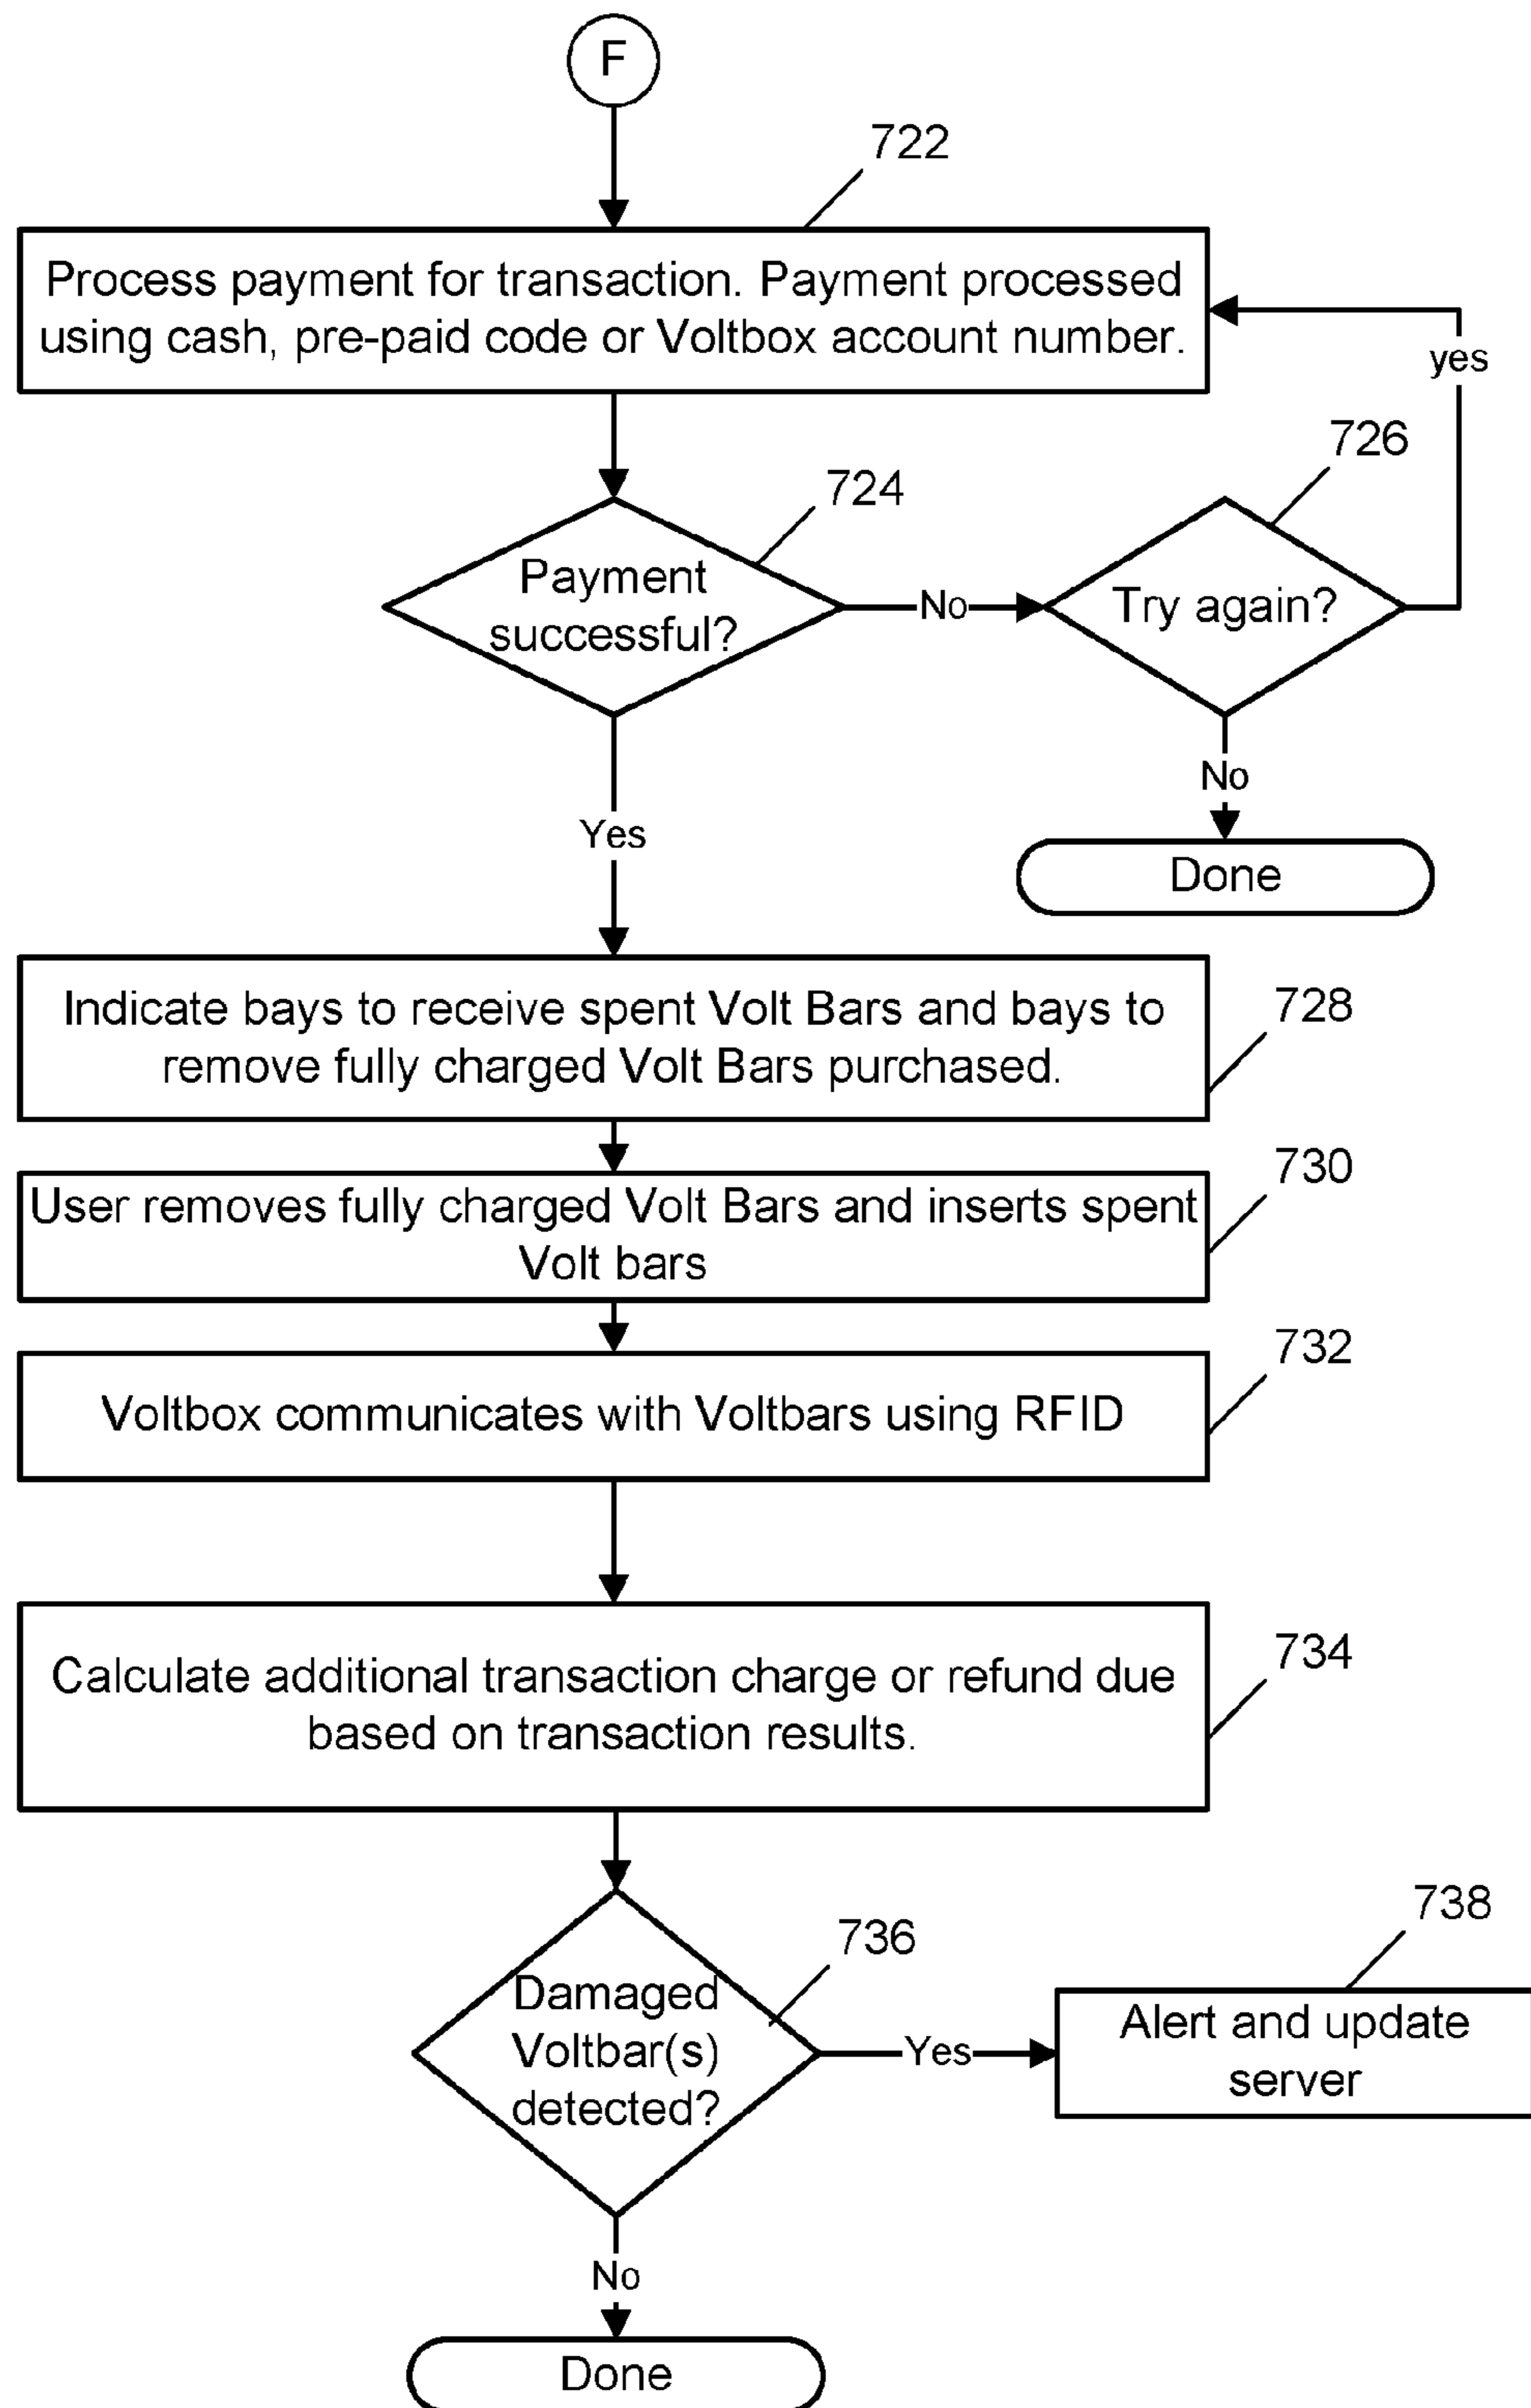 F
722
Process payment for transaction. Payment processed
using cash, pre-paid code or Voltbox account number.
yes
726
724
Payment
successful?
No
Try again?
No
Yes
Done
Indicate bays to receive spent Volt Bars and bays to
remove fully charged Volt Bars purchased.
728
730
User removes fully charged Volt Bars and inserts spent
Volt bars
732
Voltbox communicates with Voltbars using RFID
734
Calculate additional transaction charge or refund due
based on transaction results.
738
736
Damaged
Voltbar(s)
detected?
Yes
Alert and update
server
No
Done